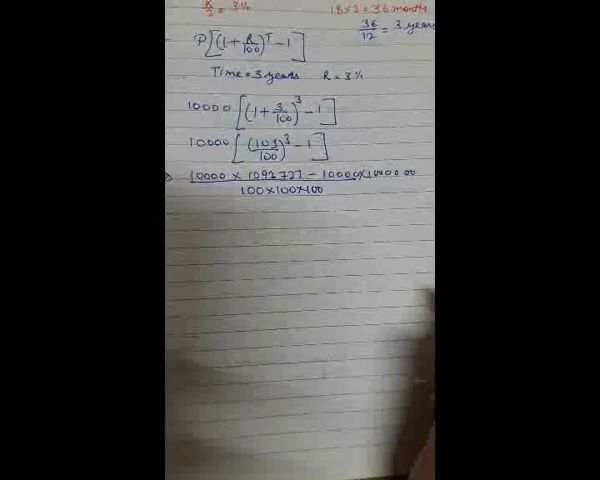 R/2 = 3%
18×2 = 36 months
36/12 = 3 years
P[(1+R/100)^T - 1]
Time = 3 years R = 3%
10000[(1+3/100)^3 - 1]
10000[(103/100)^3 - 1]
10000 × 1092727 - 10000×1000000
100×100×100